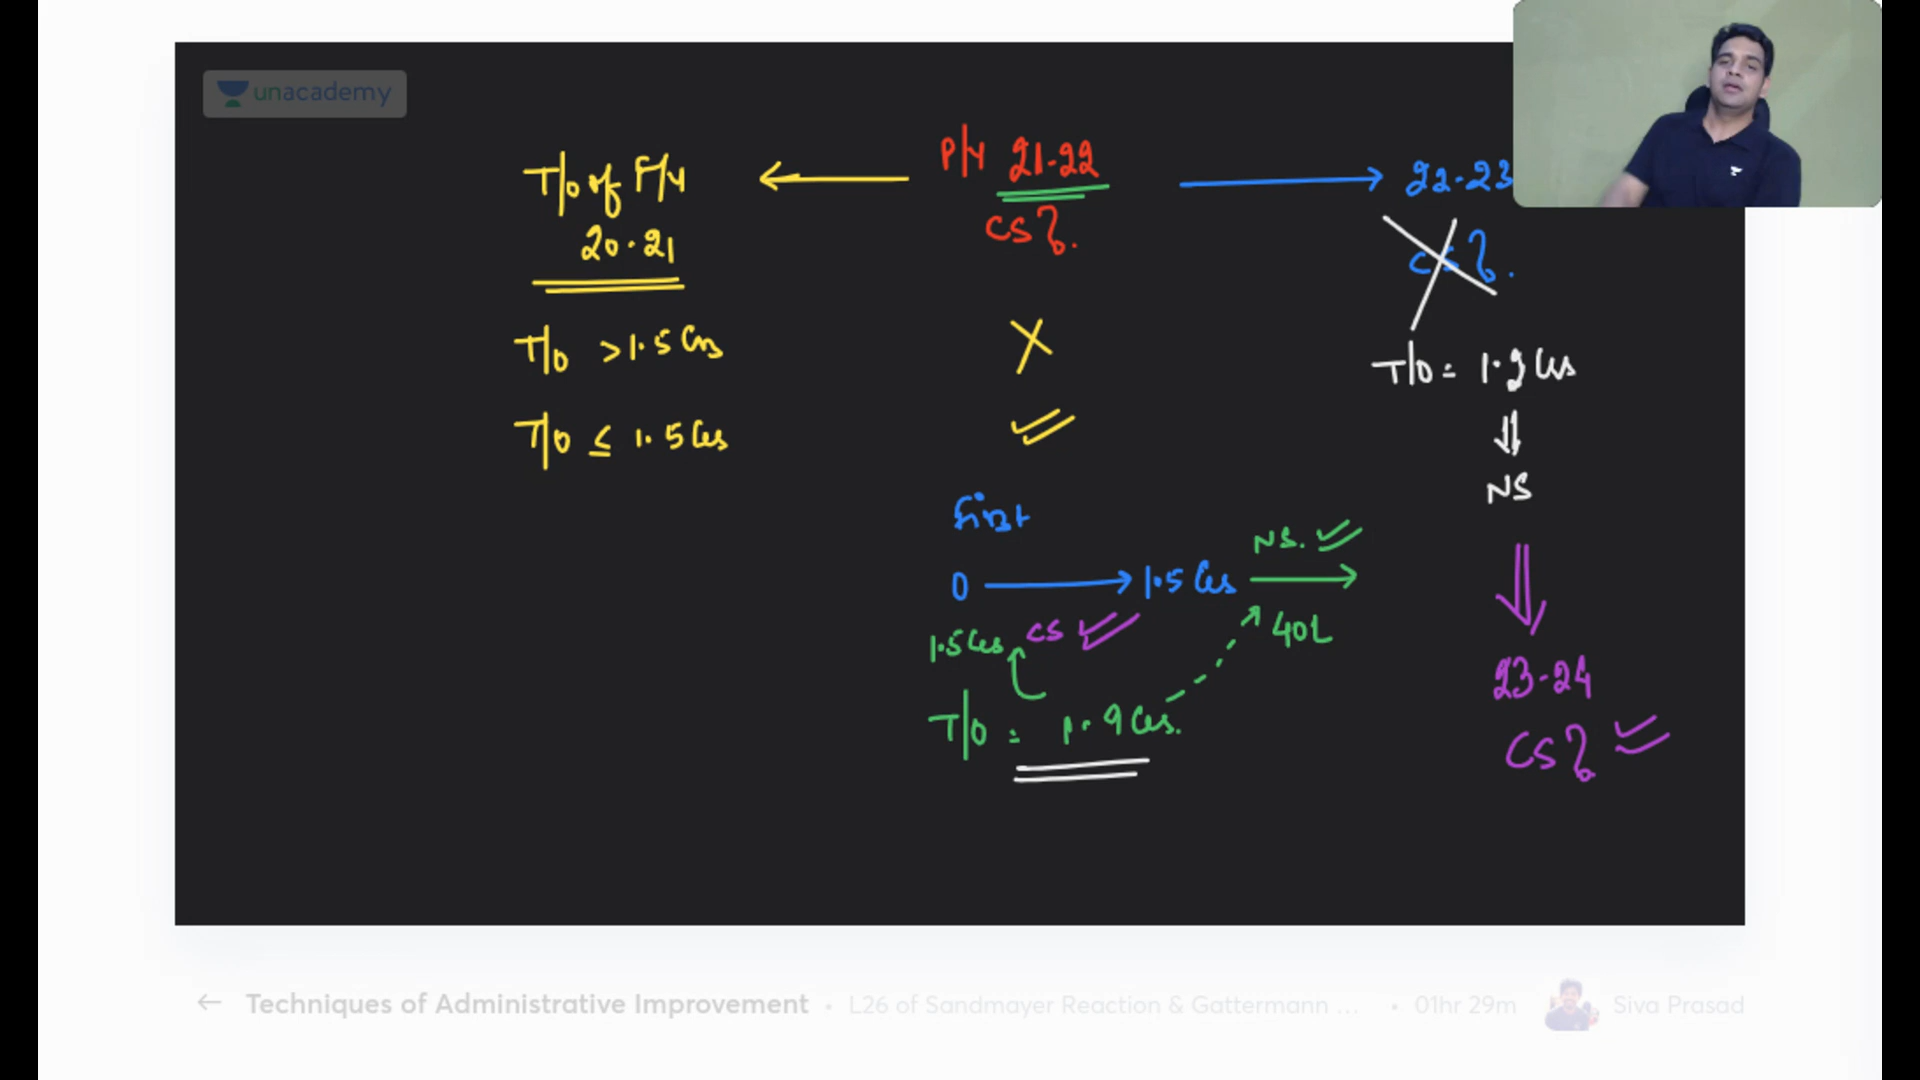 unacademy
T/o of F/y
20-21
P/y 21-22
CS?.
22-23
CS?.
T/o > 1.5 Crs
T/o ≤ 1.5 Crs
T/o = 1.2 Crs
⇓
NS
First
0 → 1.5 Crs
NS.
40L
1.5 Crs
CS
T/o = 1.9 Crs.
23-24
CS?
← Techniques of Administrative Improvement • L26 of Sandmayer Reaction & Gattermann ... • 01hr 29m Siva Prasad